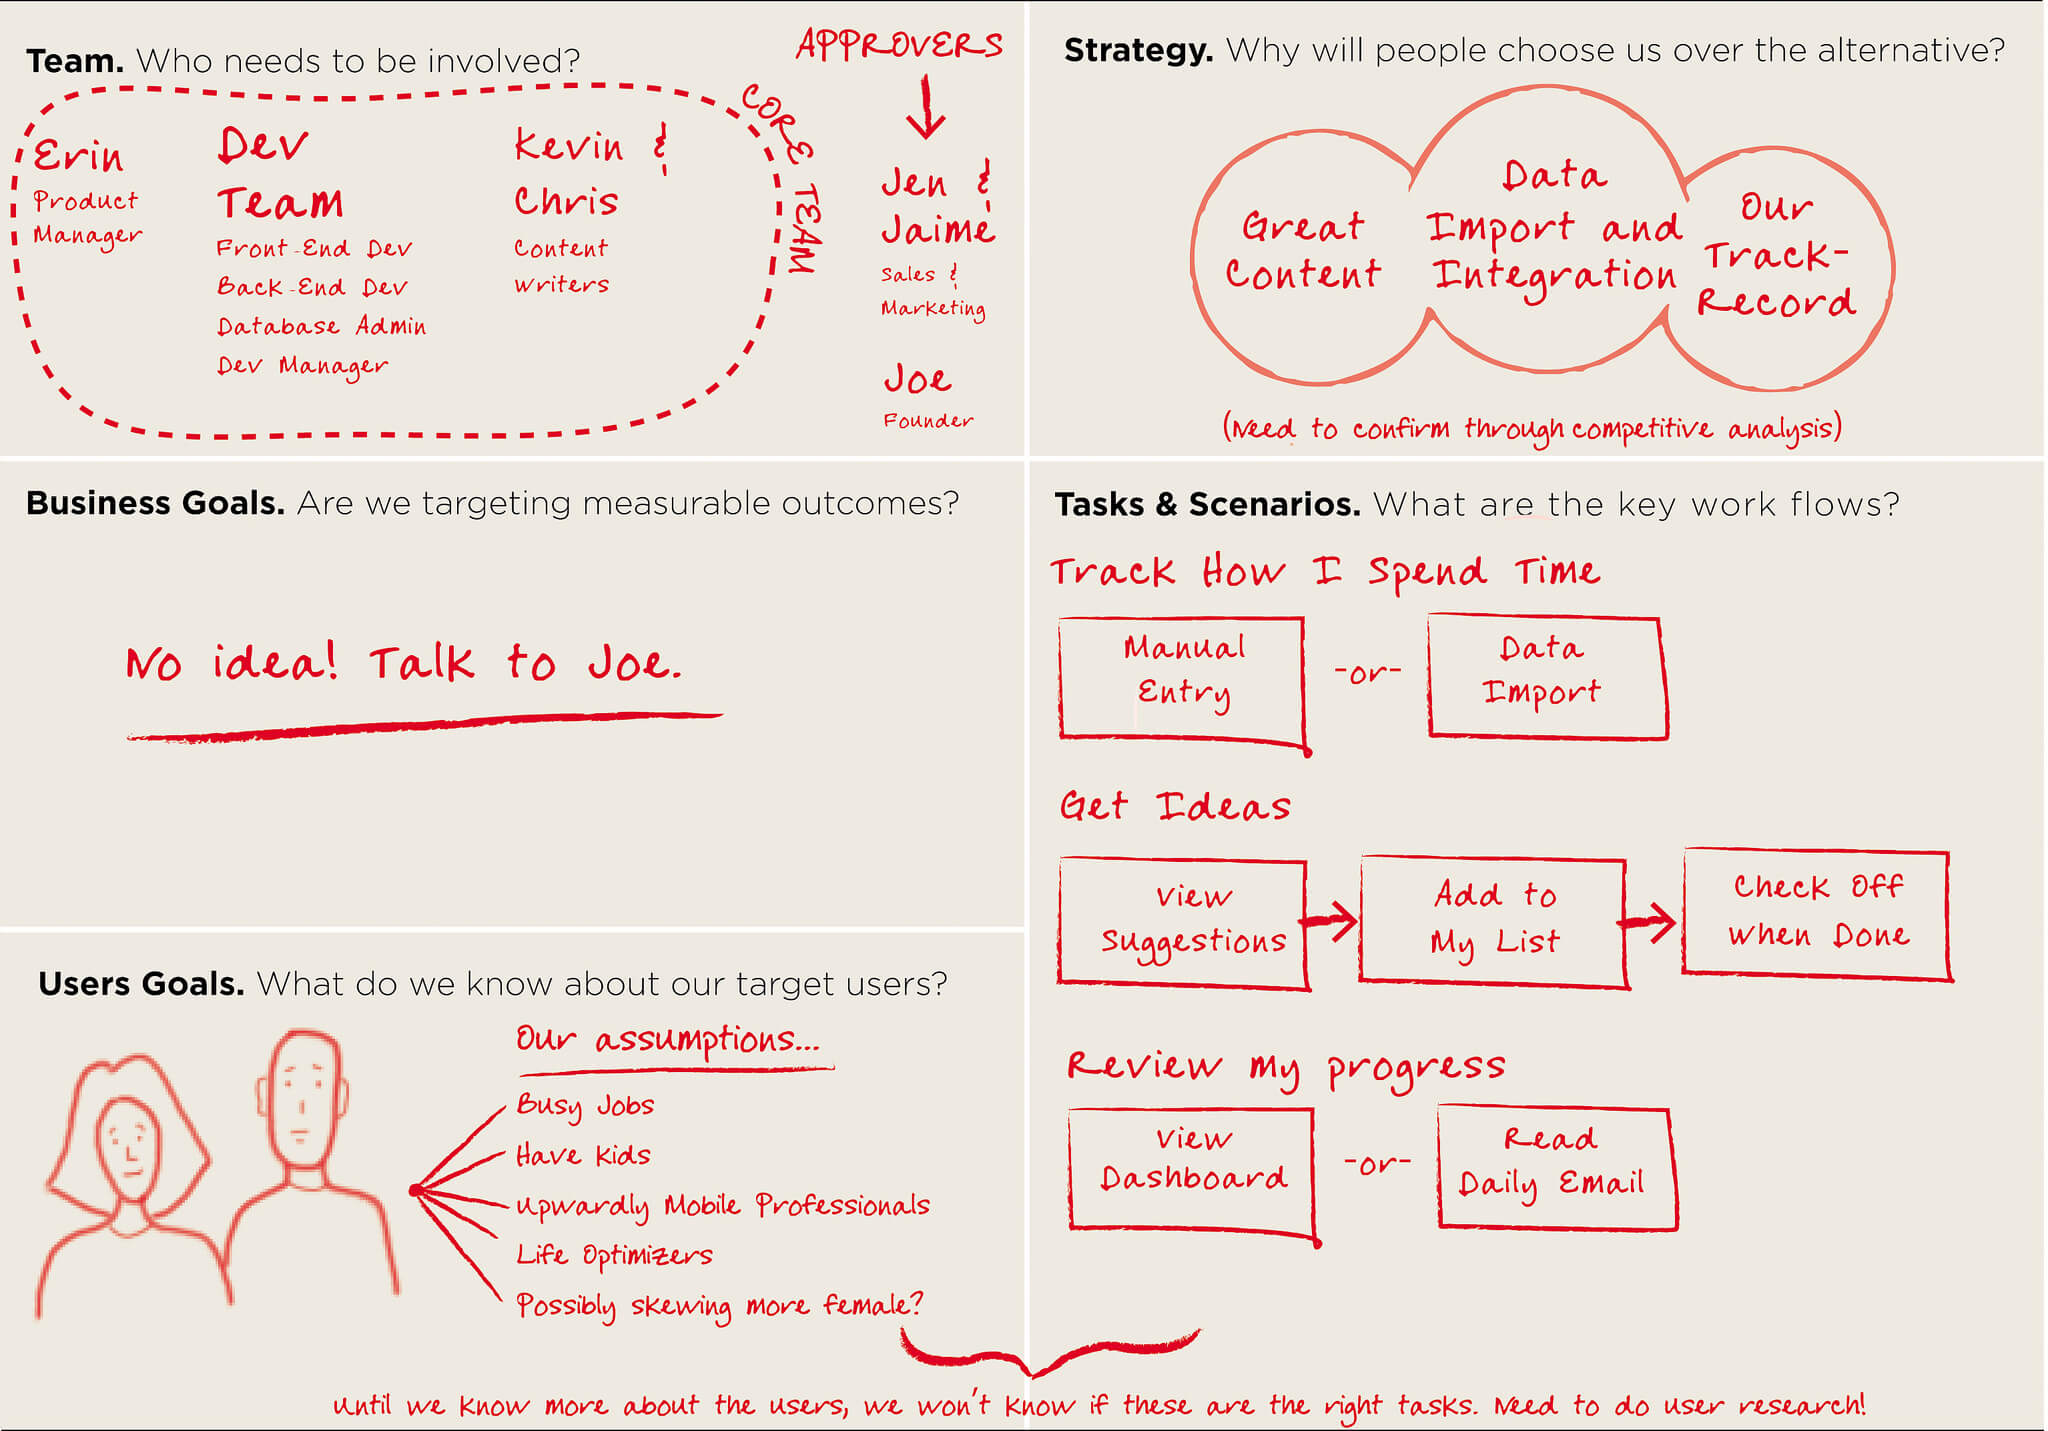 Team. Who needs to be involved?
APPROVERS
CORE TEAM
Erin
Product
Manager
Dev
Team
Front-End Dev
Back-End Dev
Database Admin
Dev Manager
Kevin &
Chris
Content
Writers
Jen &
Jaime
Sales &
Marketing
Joe
Founder
Strategy. Why will people choose us over the alternative?
Great
Content
Data
Import and
Integration
Our
Track-
Record
(Need to confirm through competitive analysis)
Business Goals. Are we targeting measurable outcomes?
No idea! Talk to Joe.
Users Goals. What do we know about our target users?
Our assumptions...
Busy Jobs
Have kids
Upwardly Mobile Professionals
Life Optimizers
Possibly skewing more female?
Tasks & Scenarios. What are the key work flows?
Track How I Spend Time
Manual
Entry
-or-
Data
Import
Get Ideas
View
Suggestions
Add to
My List
Check Off
When Done
Review my progress
View
Dashboard
-or-
Read
Daily Email
Until we know more about the users, we won't know if these are the right tasks. Need to do user research!